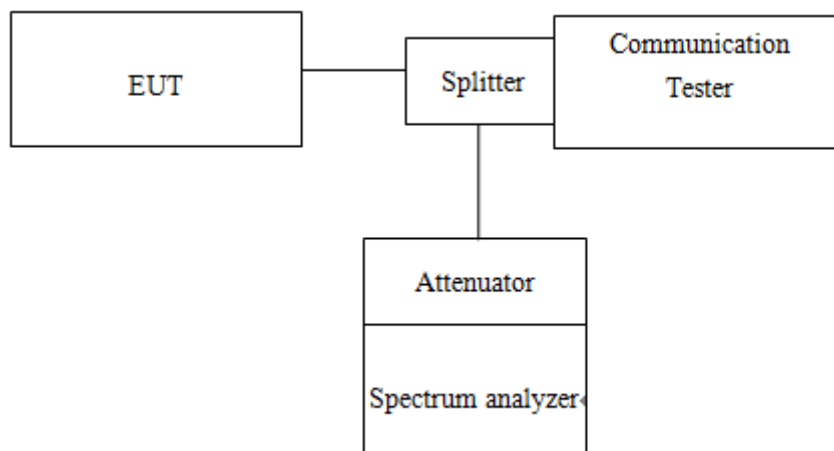 EUT
Splitter
Communication
Tester
Attenuator
Spectrum analyzer